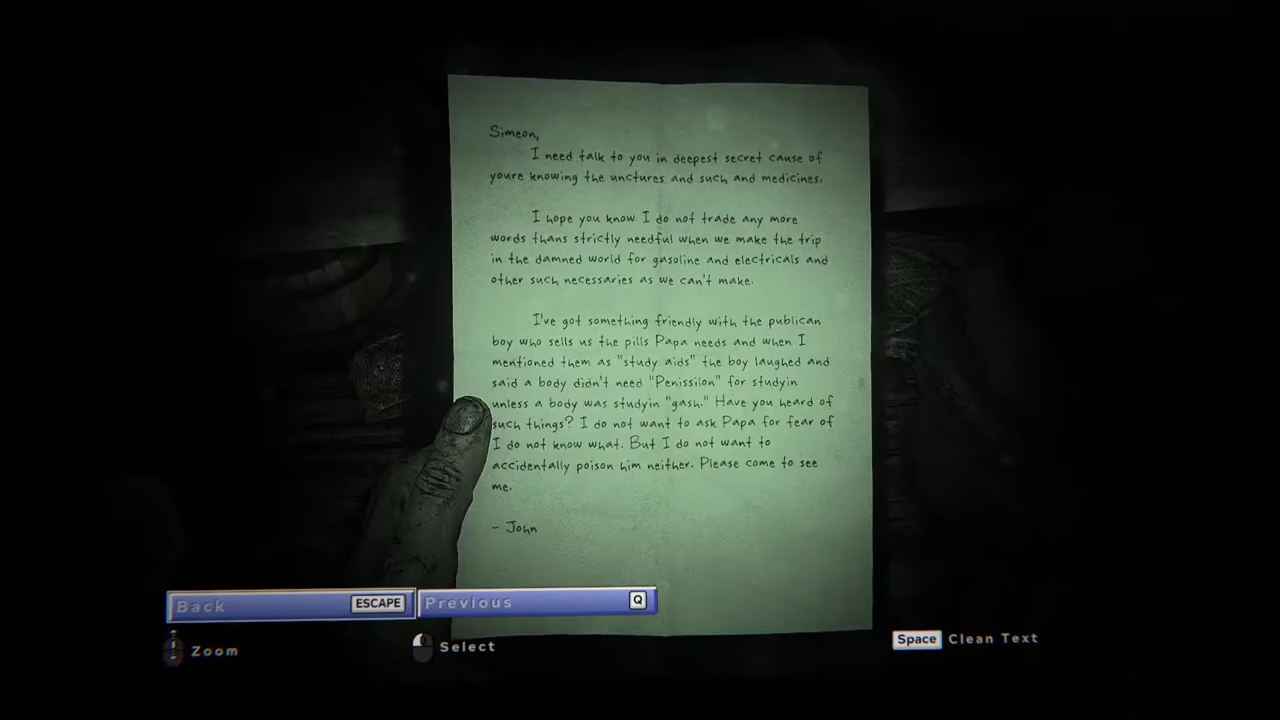 Simeon,
I need talk to you in deepest secret cause of
youre knowing the unctures and such and medicines.
I hope you know I do not trade any more
words thans strictly needful when we make the trip
in the damned world for gasoline and electricals and
other such necessaries as we can't make.
I've got something friendly with the publican
boy who sells us the pills Papa needs and when I
mentioned them as "study aids" the boy laughed and
said a body didn't need "Penissilon" for studyin
unless a body was studyin "gash." Have you heard of
such things? I do not want to ask Papa for fear of
I do not know what. But I do not want to
accidentally poison him neither. Please come to see
me.
- John
Back ESCAPE Previous Q
Zoom Select Space Clean Text